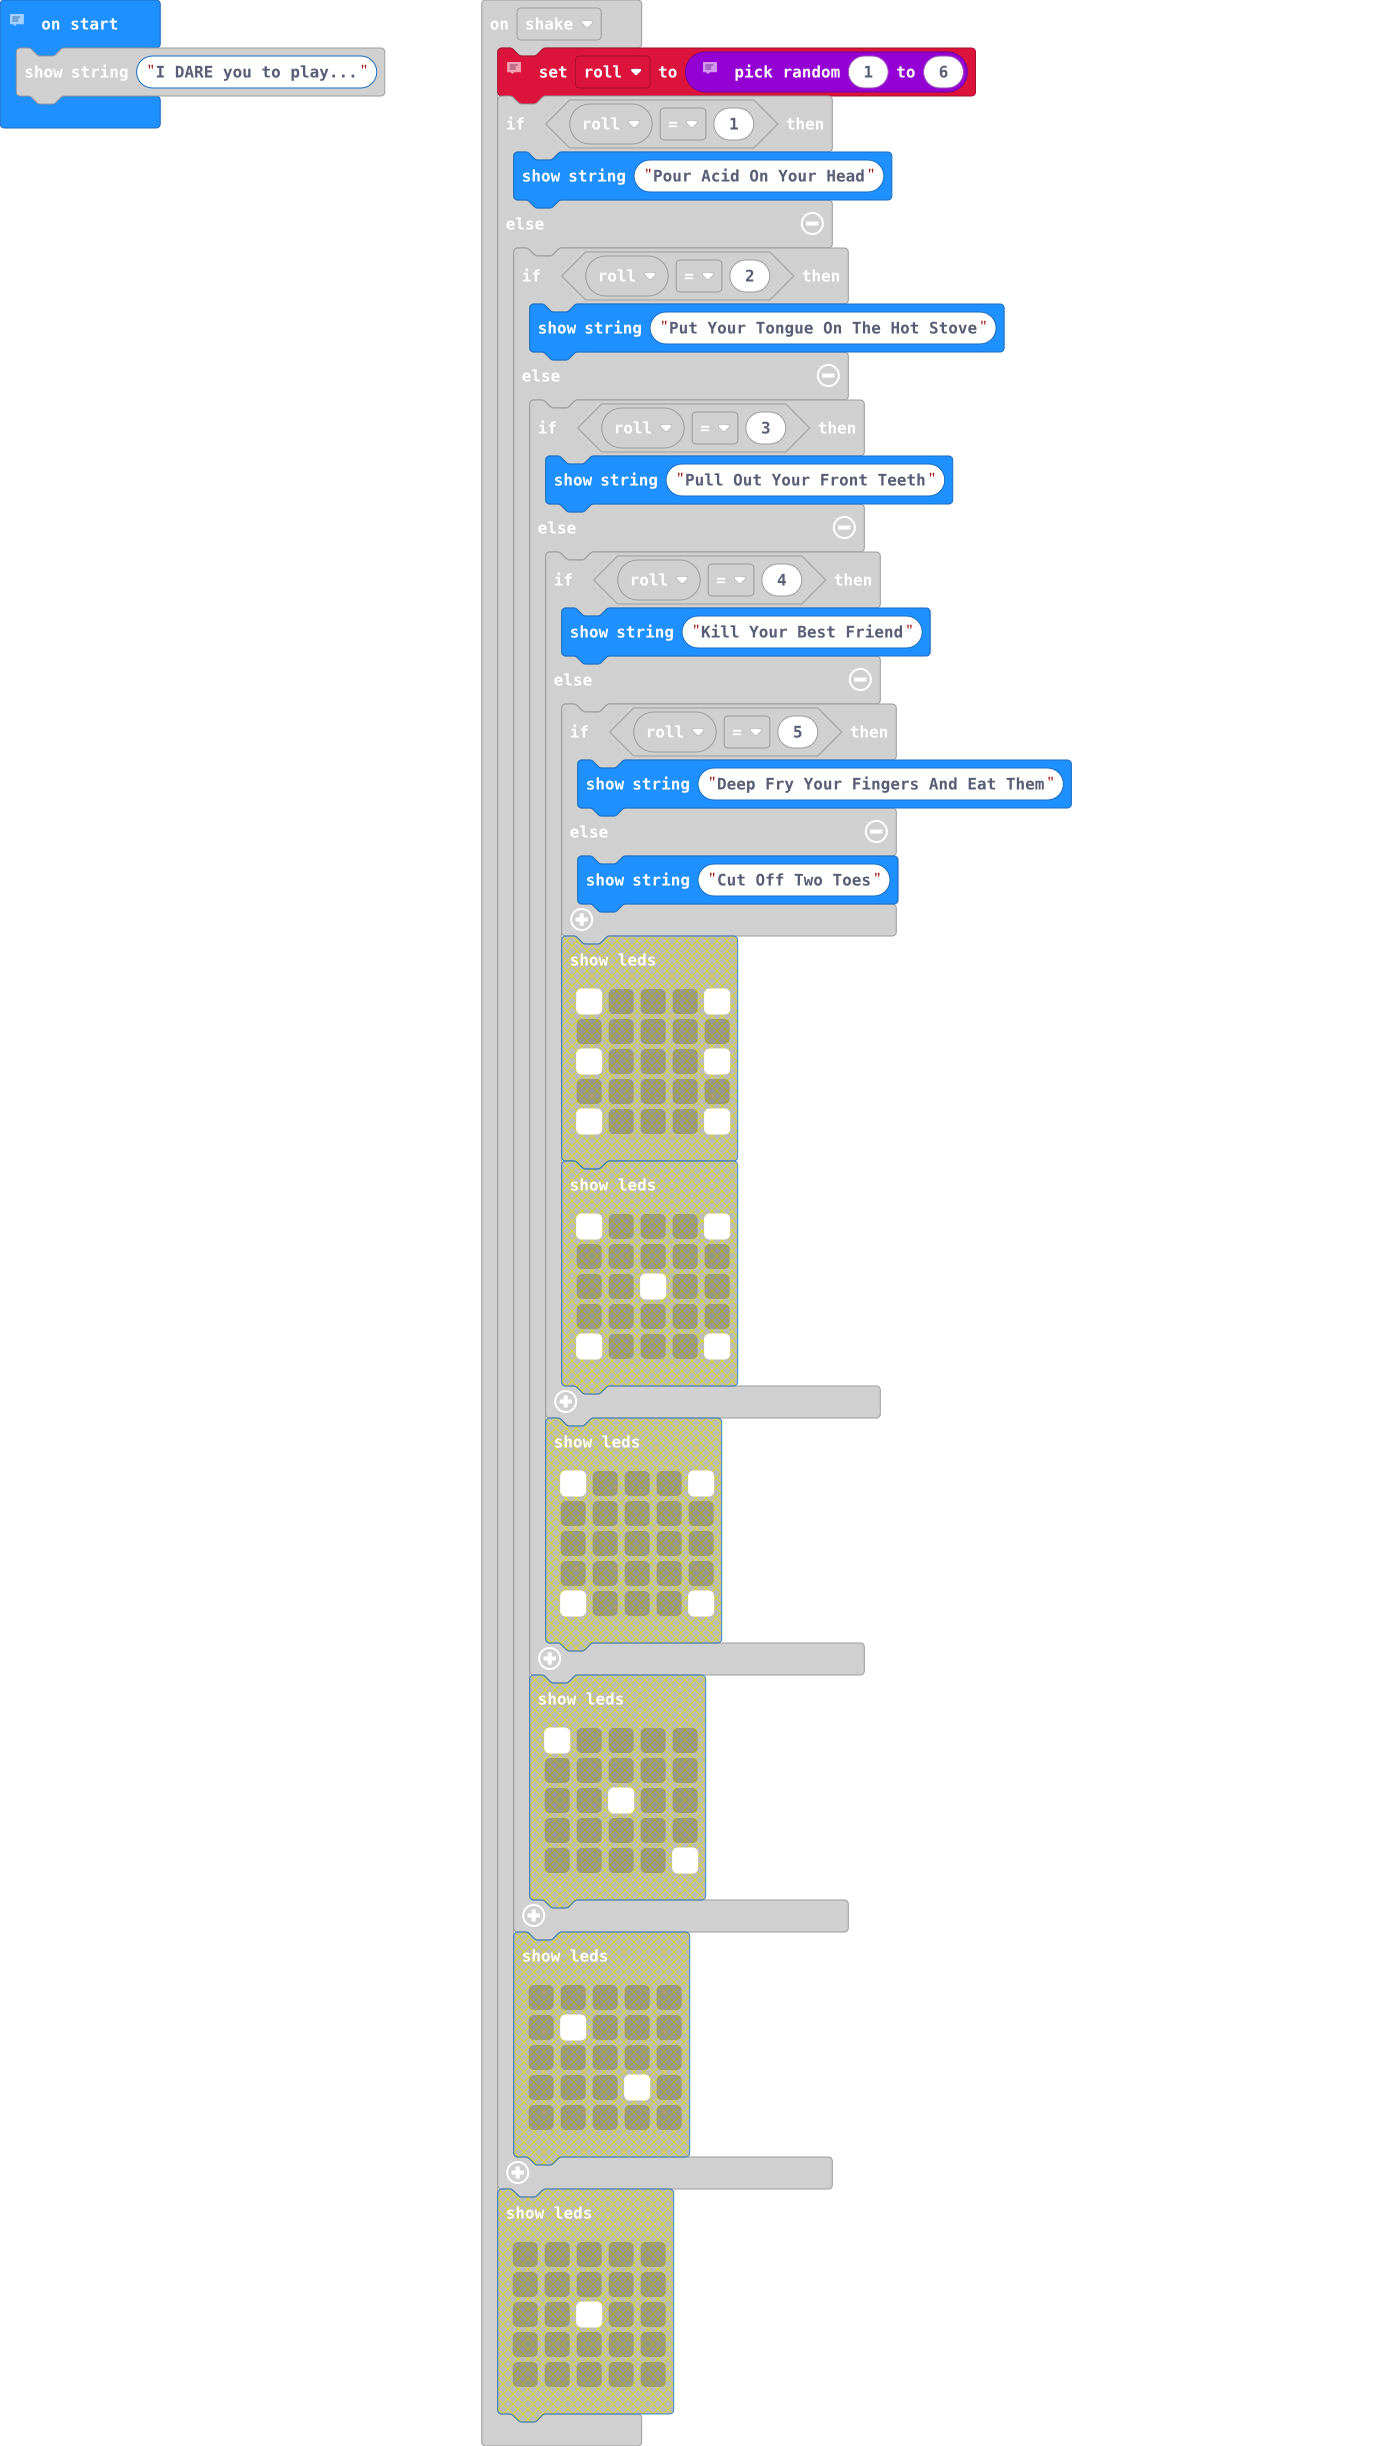 on start
show string "I DARE you to play..."
on shake
set roll to pick random 1 to 6
if roll = 1 then
show string "Pour Acid On Your Head"
else
if roll = 2 then
show string "Put Your Tongue On The Hot Stove"
else
if roll = 3 then
show string "Pull Out Your Front Teeth"
else
if roll = 4 then
show string "Kill Your Best Friend"
else
if roll = 5 then
show string "Deep Fry Your Fingers And Eat Them"
else
show string "Cut Off Two Toes"
show leds
show leds
show leds
show leds
show leds
show leds